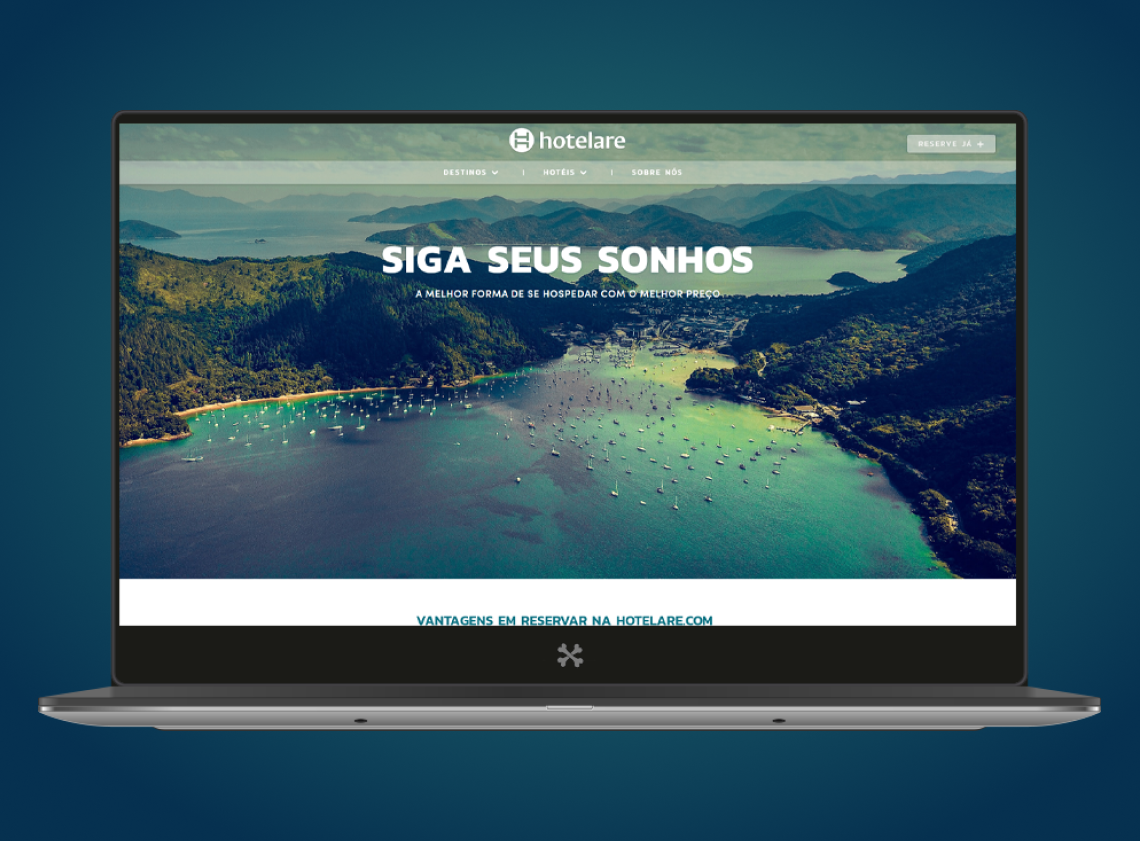 hotelare
RESERVE JÁ +
DESTINOS | HOTÉIS | SOBRE NÓS
SIGA SEUS SONHOS
A MELHOR FORMA DE SE HOSPEDAR COM O MELHOR PREÇO
VANTAGENS EM RESERVAR NA HOTELARE.COM